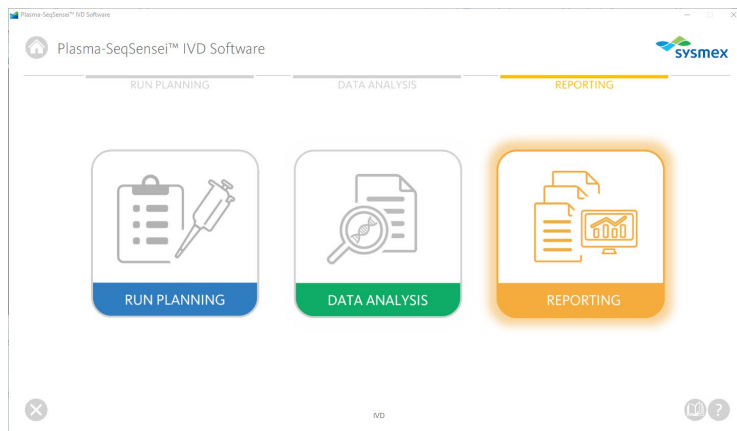 Plasma-SeqSensei™ IVD Software
Plasma-SeqSensei™ IVD Software
sysmex
RUN PLANNING
DATA ANALYSIS
REPORTING
RUN PLANNING
DATA ANALYSIS
REPORTING
IVD
?